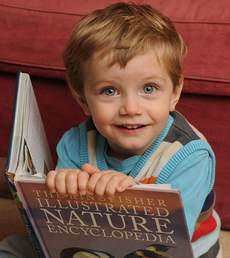 THE KINGFISHER
ILLUSTRATED
NATURE
ENCYCLOPEDIA